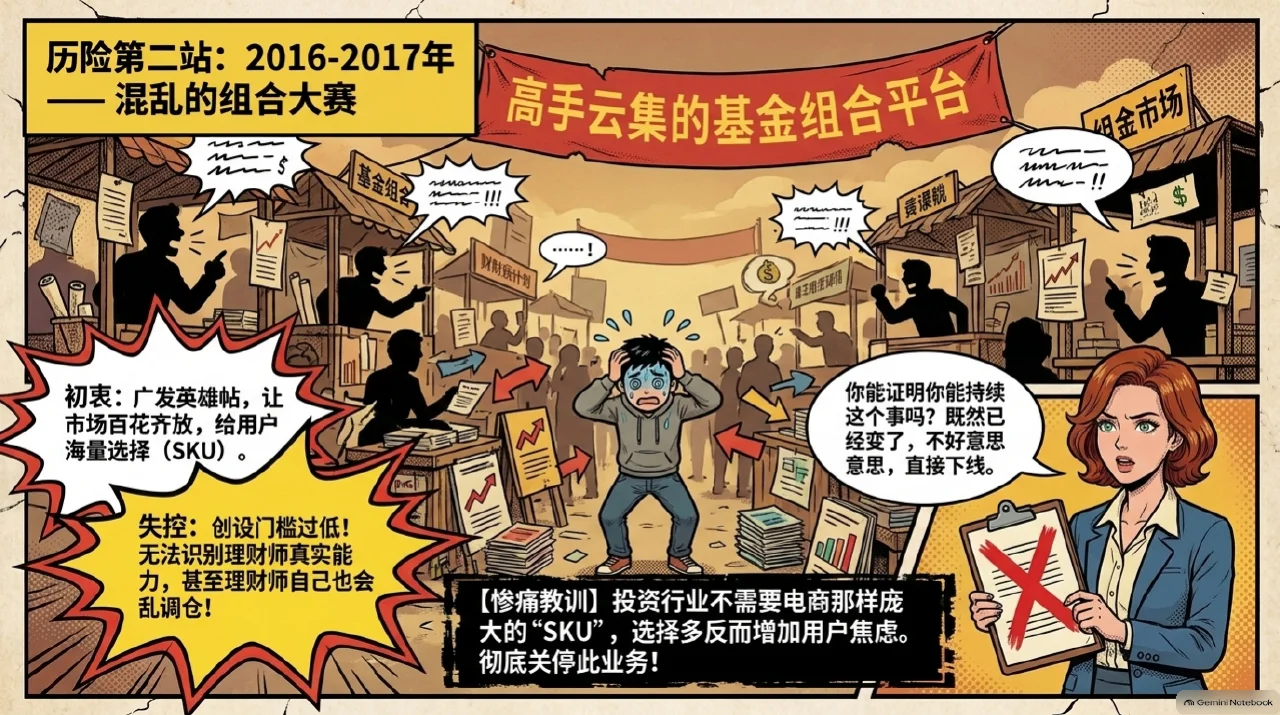 历险第二站：2016-2017年
—— 混乱的组合大赛
高手云集的基金组合平台
组金市场
基金组合
!!!
......!
!!!
!!
$
$
$
初衷：广发英雄帖，让
市场百花齐放，给用户
海量选择（SKU）。
失控：创设门槛过低！
无法识别理财师真实能
力，甚至理财师自己也会
乱调仓！
你能证明你能持续
这个事吗？既然已
经变了，不好意思
意思，直接下线。
【惨痛教训】投资行业不需要电商那样庞
大的“SKU”，选择多反而增加用户焦虑。
彻底关停此业务！
Gemini Notebook